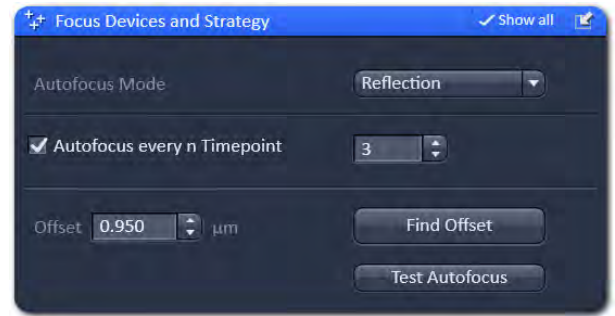 Focus Devices and Strategy Show all
Autofocus Mode Reflection
Autofocus every n Timepoint 3
Offset 0.950 µm Find Offset
Test Autofocus